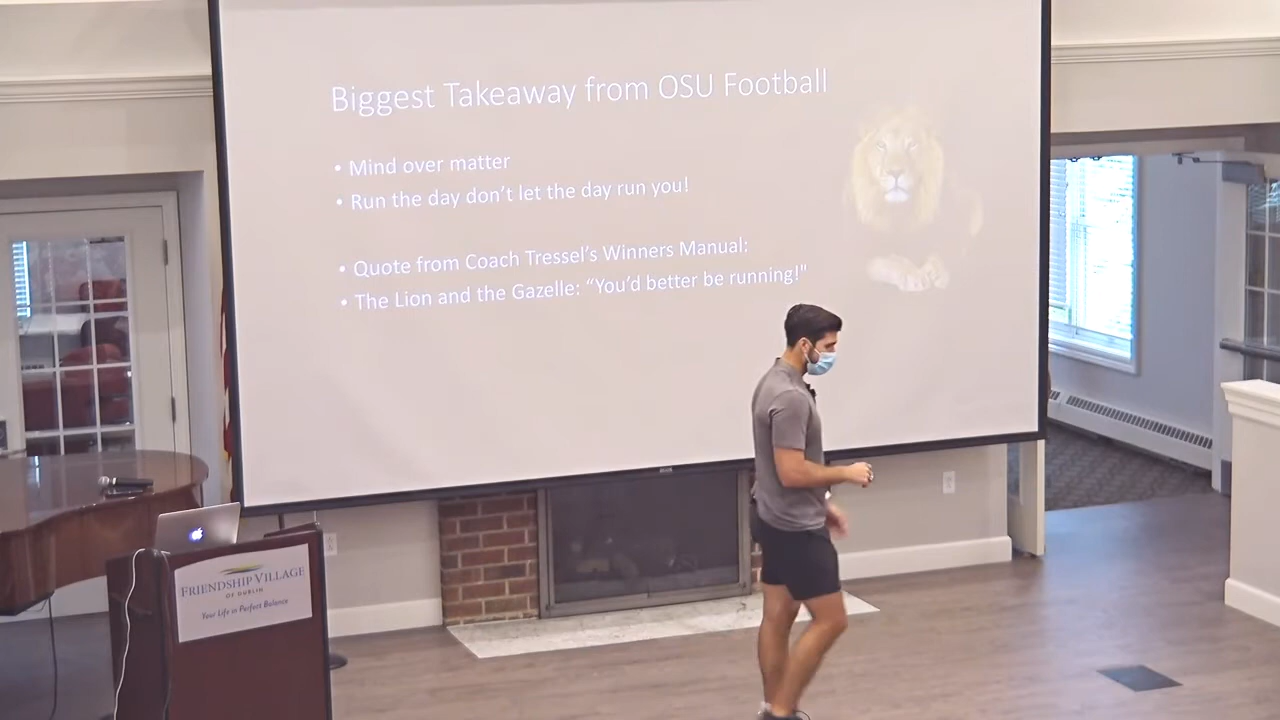 Biggest Takeaway from OSU Football
• Mind over matter
• Run the day don't let the day run you!
• Quote from Coach Tressel's Winners Manual:
• The Lion and the Gazelle: “You'd better be running!"
FRIENDSHIP VILLAGE
OF DUBLIN
Your Life in Perfect Balance